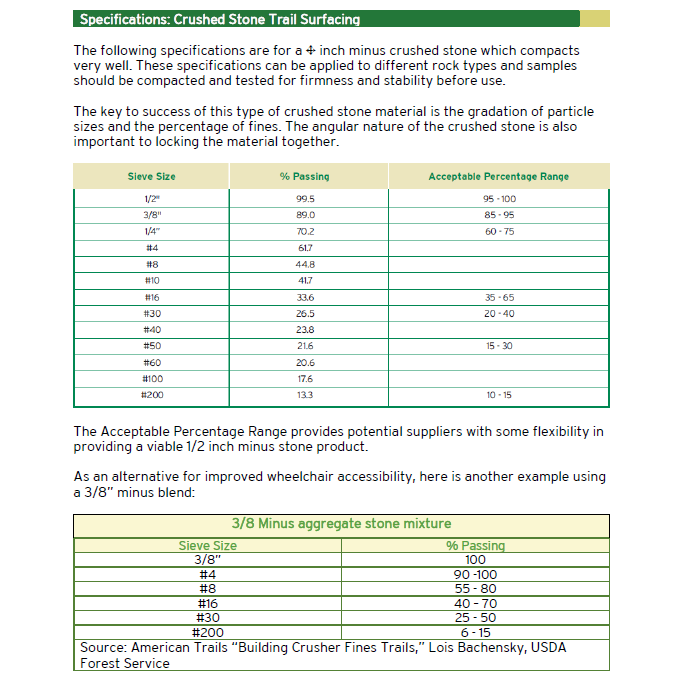 Specifications: Crushed Stone Trail Surfacing
The following specifications are for a inch minus crushed stone which compacts
very well. These specifications can be applied to different rock types and samples
should be compacted and tested for firmness and stability before use.
The key to success of this type of crushed stone material is the gradation of particle
sizes and the percentage of fines. The angular nature of the crushed stone is also
important to locking the material together.
Sieve Size % Passing Acceptable Percentage Range
1/2" 99.5 95 - 100
3/8" 89.0 85 - 95
1/4" 70.2 60 - 75
#4 61.7
#8 44.8
#10 41.7
#16 33.6 35 - 65
#30 26.5 20 - 40
#40 23.8
#50 21.6 15 - 30
#60 20.6
#100 17.6
#200 13.3 10 - 15
The Acceptable Percentage Range provides potential suppliers with some flexibility in
providing a viable 1/2 inch minus stone product.
As an alternative for improved wheelchair accessibility, here is another example using
a 3/8" minus blend:
3/8 Minus aggregate stone mixture
Sieve Size % Passing
3/8" 100
#4 90 -100
#8 55 - 80
#16 40 - 70
#30 25 - 50
#200 6 - 15
Source: American Trails "Building Crusher Fines Trails," Lois Bachensky, USDA
Forest Service